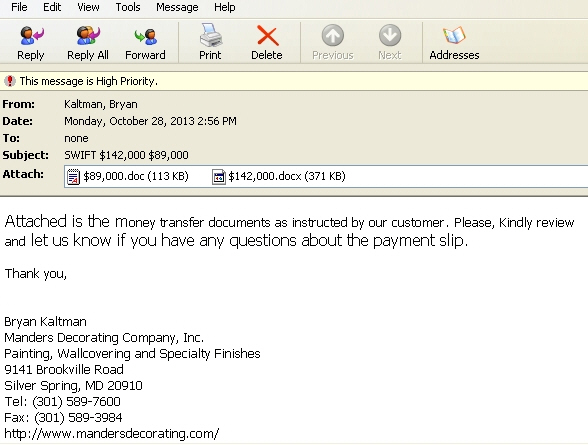 File Edit View Tools Message Help
Reply Reply All Forward Print Delete Previous Next Addresses
This message is High Priority.
From: Kaltman, Bryan
Date: Monday, October 28, 2013 2:56 PM
To: none
Subject: SWIFT $142,000 $89,000
Attach: $89,000.doc (113 KB) $142,000.docx (371 KB)
Attached is the money transfer documents as instructed by our customer. Please, Kindly review
and let us know if you have any questions about the payment slip.
Thank you,
Bryan Kaltman
Manders Decorating Company, Inc.
Painting, Wallcovering and Specialty Finishes
9141 Brookville Road
Silver Spring, MD 20910
Tel: (301) 589-7600
Fax: (301) 589-3984
http://www.mandersdecorating.com/